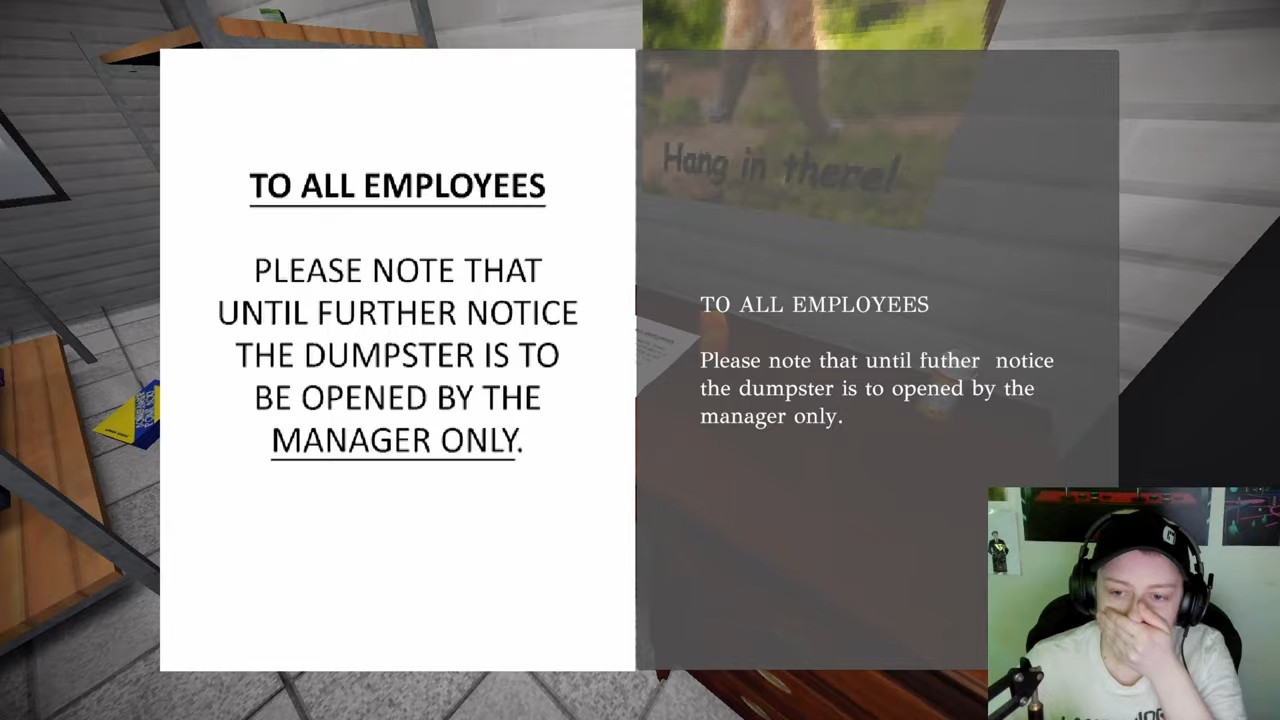 TO ALL EMPLOYEES
PLEASE NOTE THAT
UNTIL FURTHER NOTICE
THE DUMPSTER IS TO
BE OPENED BY THE
MANAGER ONLY.
Hang in there!
TO ALL EMPLOYEES
Please note that until futher notice
the dumpster is to opened by the
manager only.